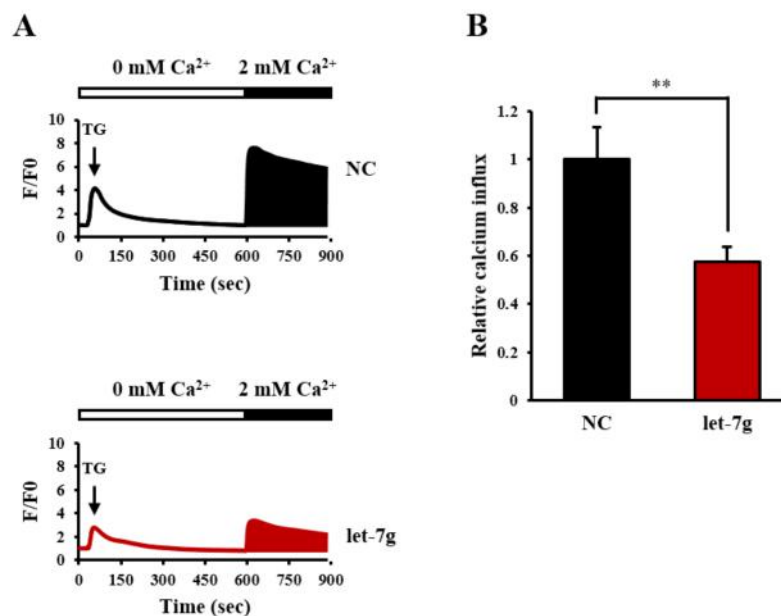 A
0 mM Ca²⁺ 2 mM Ca²⁺
TG
NC
F/F0
10
8
6
4
2
0
0 150 300 450 600 750 900
Time (sec)
0 mM Ca²⁺ 2 mM Ca²⁺
TG
let-7g
F/F0
10
8
6
4
2
0
0 150 300 450 600 750 900
Time (sec)
B
**
Relative calcium influx
1.2
1
0.8
0.6
0.4
0.2
0
NC let-7g